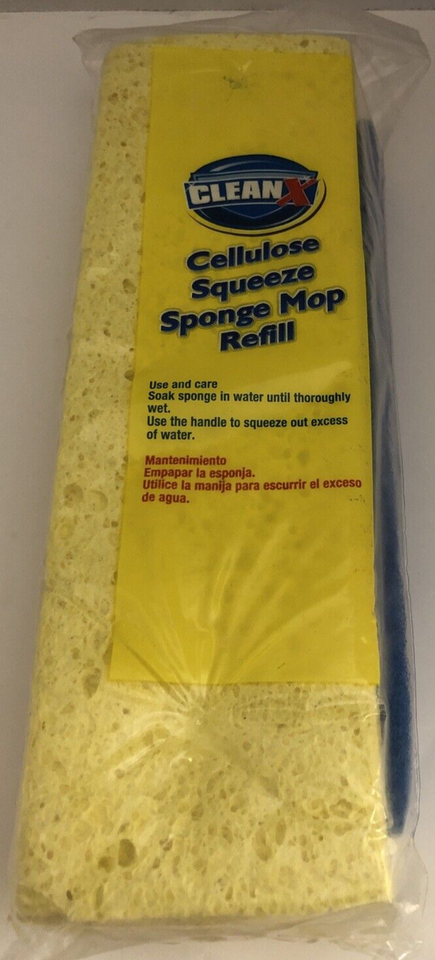 CLEANX
Cellulose
Squeeze
Sponge Mop
Refill
Use and care
Soak sponge in water until thoroughly
wet.
Use the handle to squeeze out excess
of water.
Mantenimiento
Empapar la esponja.
Utilice la manija para escurrir el exceso
de agua.